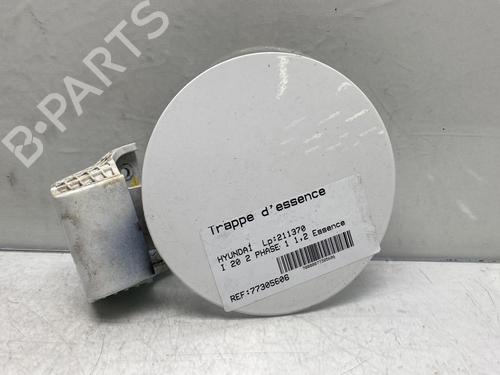 B-PARTS
Trappe d'essence
HYUNDAI Lp:211370
I 20 2 PHASE 1 1.2 Essence
REF:77305606